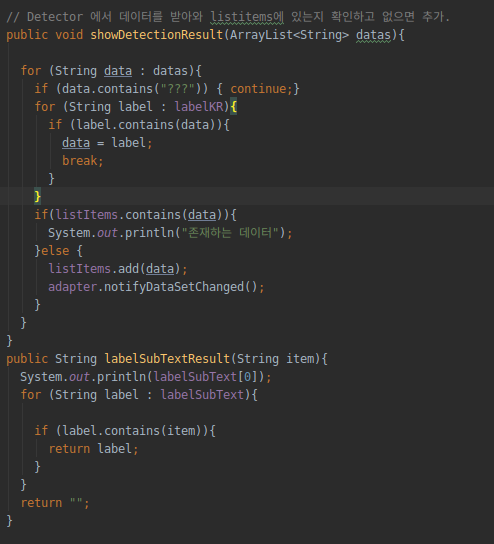 // Detector 에서 데이터를 받아와 listitems에 있는지 확인하고 없으면 추가.
public void showDetectionResult(ArrayList<String> datas){
for (String data : datas){
if (data.contains("???")) { continue;}
for (String label : labelKR){
if (label.contains(data)){
data = label;
break;
}
}
if(listItems.contains(data)){
System.out.println("존재하는 데이터");
}else {
listItems.add(data);
adapter.notifyDataSetChanged();
}
}
}
public String labelSubTextResult(String item){
System.out.println(labelSubText[0]);
for (String label : labelSubText){
if (label.contains(item)){
return label;
}
}
return "";
}